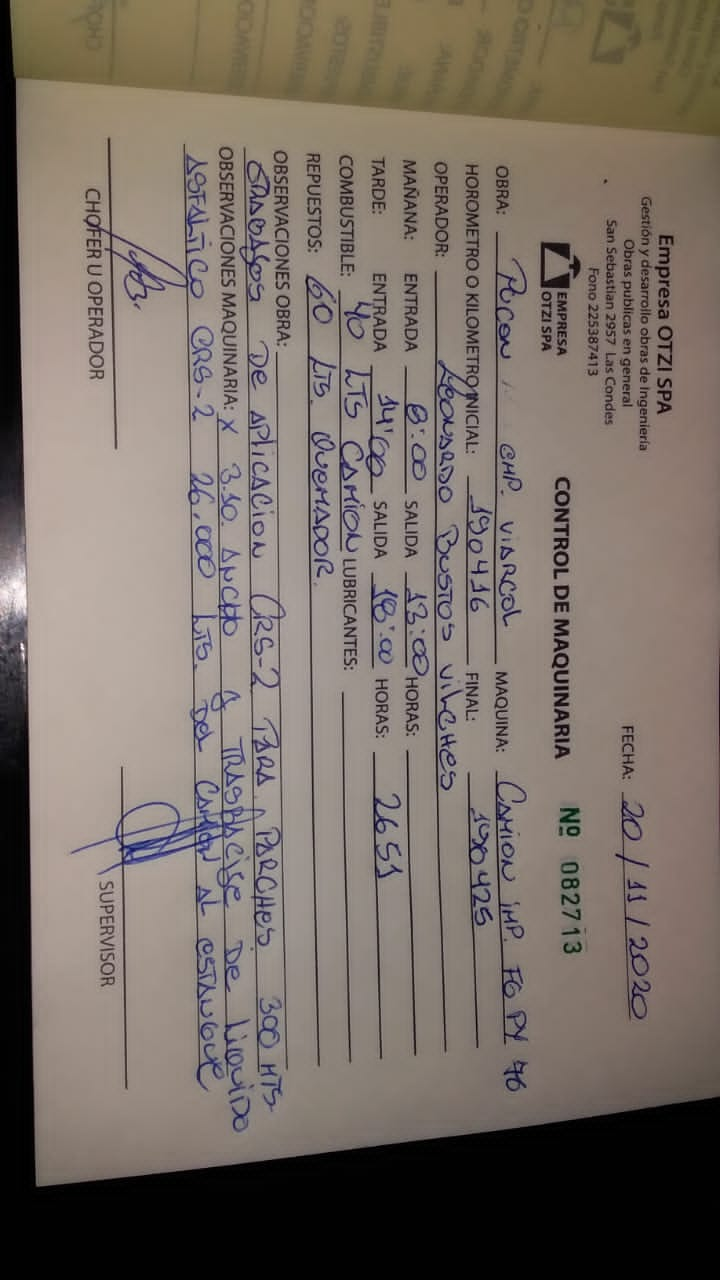 Empresa OTZI SPA
Gestión y desarrollo obras de Ingeniería
Obras publicas en general
San Sebastian 2957 Las Condes
Fono 225387413
FECHA: 20/11/2020
EMPRESA
OTZI SPA
CONTROL DE MAQUINARIA Nº 082713
OBRA: Pucon CMP. VIARCOL MAQUINA: CAMION IMP. FG PY 76
HOROMETRO O KILOMETRO INICIAL: 190416 FINAL: 190425
OPERADOR: Leonardo Bustos Vilches
MAÑANA: ENTRADA 8:00 SALIDA 13:00 HORAS:
TARDE: ENTRADA 14:00 SALIDA 18:00 HORAS: 2651
COMBUSTIBLE: 40 LTS CAMION LUBRICANTES:
REPUESTOS: 60 LTS. QUEMADOR.
OBSERVACIONES OBRA:
TRABAJOS DE APLICACION CRS-2 PARA PARCHES. 300 MTS.
OBSERVACIONES MAQUINARIA: X 3.10. ANCHO Y TRASBACISE DE LIQUIDO
ASFALTICO CRS-2 26.000 LTS. DEL CAMION AL ESTANQUE
CHOFER U OPERADOR
SUPERVISOR